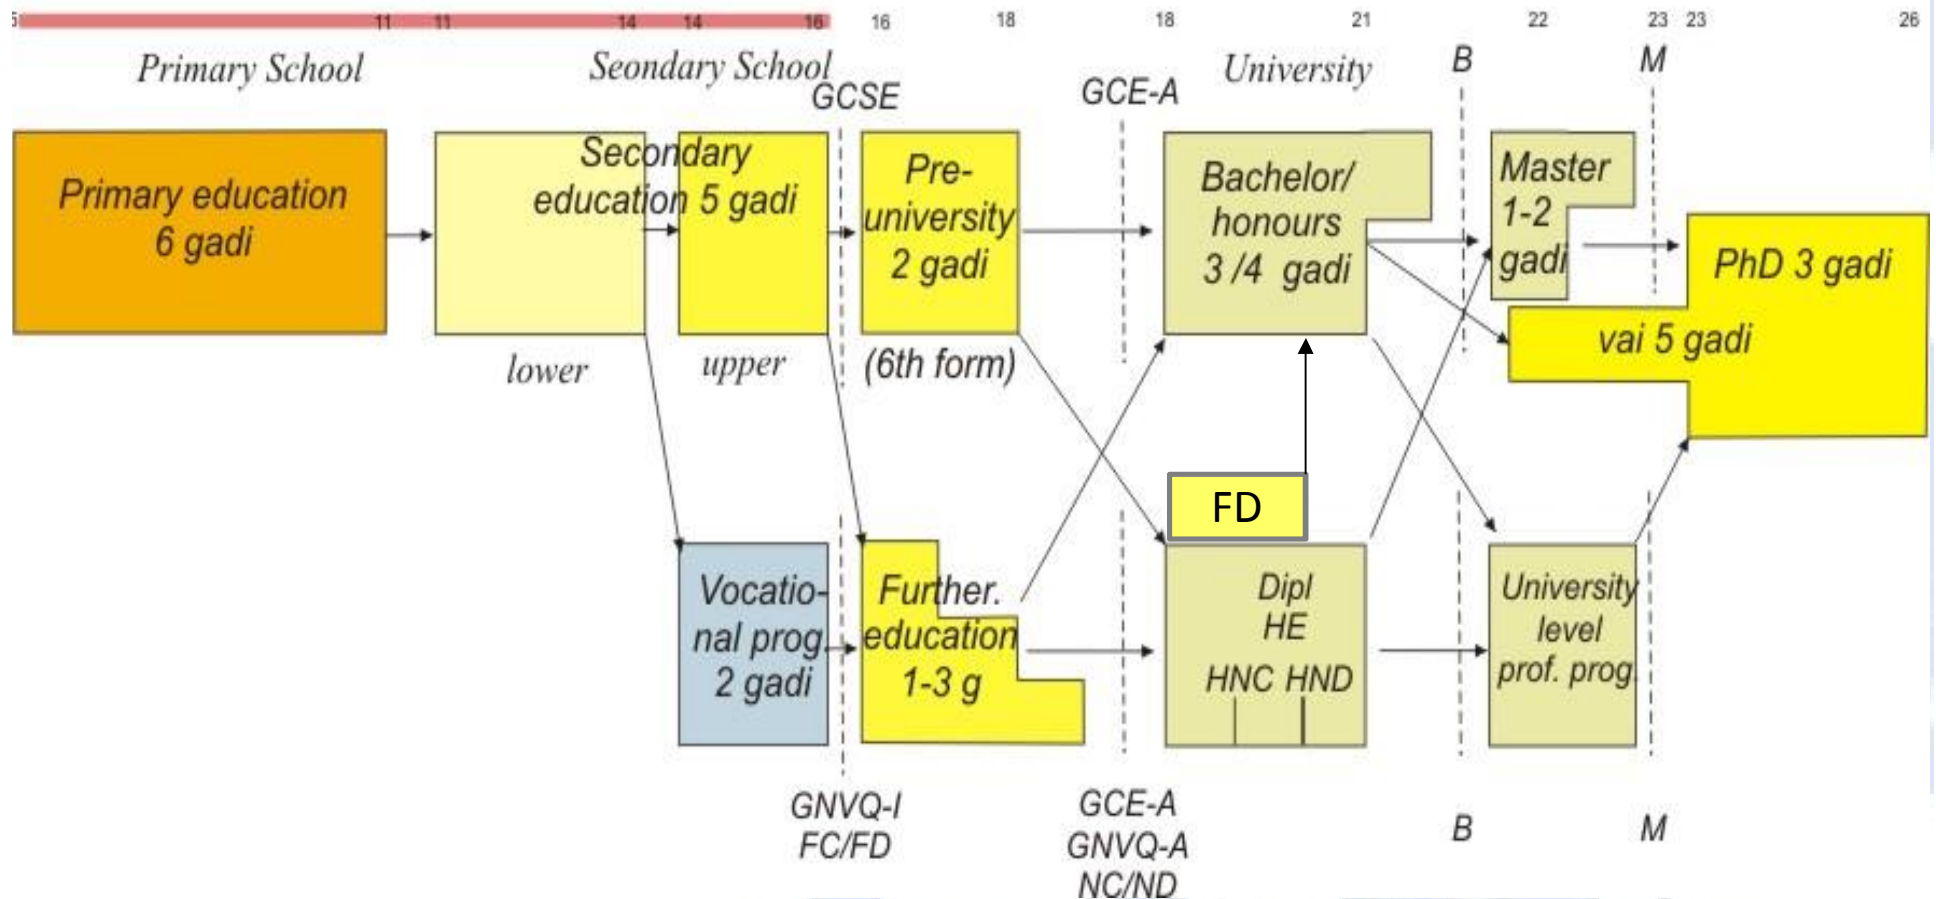 5 11 11 14 14 16 16 18 18 21 22 23 23 26
Primary School
Seondary School
University
B
M
GCSE
GCE-A
Primary education
6 gadi
Secondary
education 5 gadi
Pre-
university
2 gadi
Bachelor/
honours
3 /4 gadi
Master
1-2
gadi
PhD 3 gadi
vai 5 gadi
lower
upper
(6th form)
FD
Vocatio-
nal prog.
2 gadi
Further.
education
1-3 g
Dipl
HE
HNC HND
University
level
prof. prog.
GNVQ-I
FC/FD
GCE-A
GNVQ-A
NC/ND
B
M